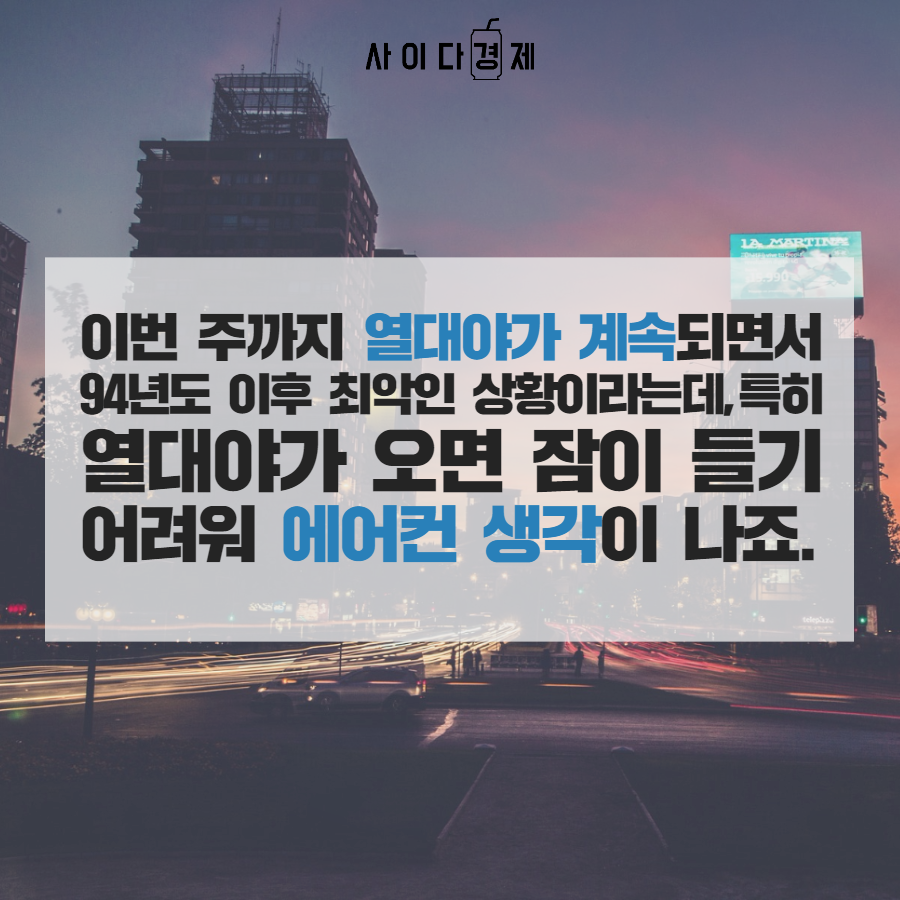 사이다경제
LA MARTINA
이번 주까지 열대야가 계속되면서
94년도 이후 최악인 상황이라는데, 특히
열대야가 오면 잠이 들기
어려워 에어컨 생각이 나죠.